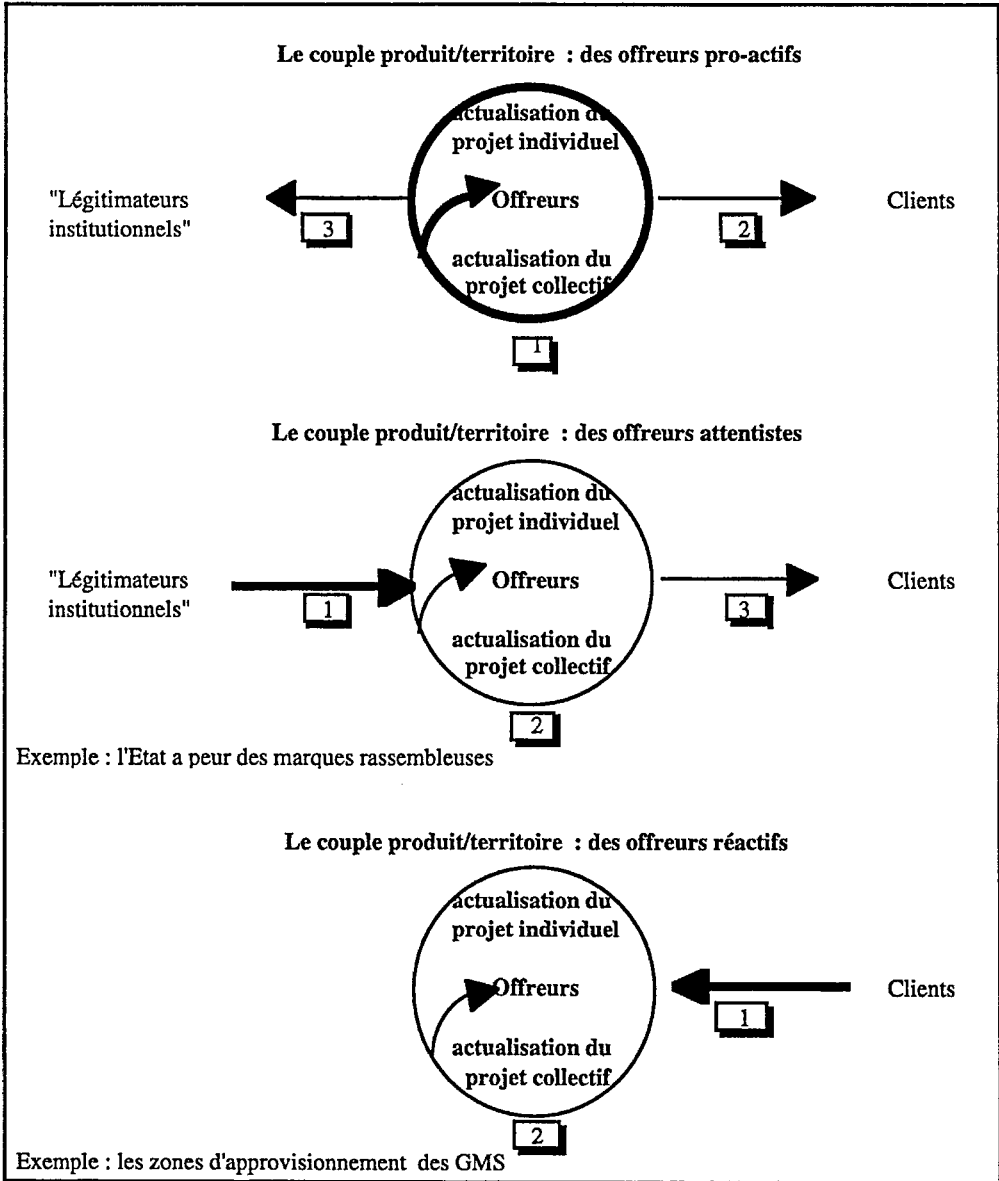 Le couple produit/territoire : des offreurs pro-actifs
actualisation du
projet individuel
"Légitimateurs
institutionnels"
3
Offreurs
2
Clients
actualisation du
projet collectif
1
Le couple produit/territoire : des offreurs attentistes
actualisation du
projet individuel
"Légitimateurs
institutionnels"
1
Offreurs
3
Clients
actualisation du
projet collectif
2
Exemple : l'Etat a peur des marques rassembleuses
Le couple produit/territoire : des offreurs réactifs
actualisation du
projet individuel
Offreurs
1
Clients
actualisation du
projet collectif
2
Exemple : les zones d'approvisionnement des GMS